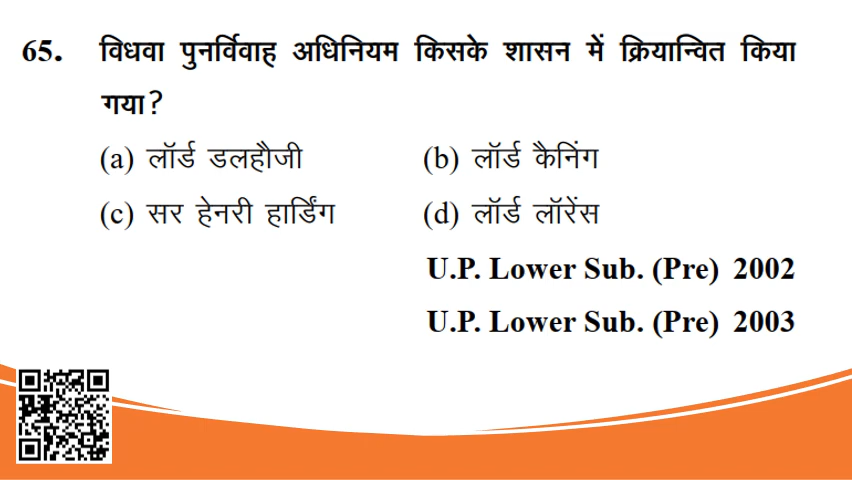 65. विधवा पुनर्विवाह अधिनियम किसके शासन में क्रियान्वित किया
गया?
(a) लॉर्ड डलहौजी (b) लॉर्ड कैनिंग
(c) सर हेनरी हार्डिंग (d) लॉर्ड लॉरेंस
U.P. Lower Sub. (Pre) 2002
U.P. Lower Sub. (Pre) 2003